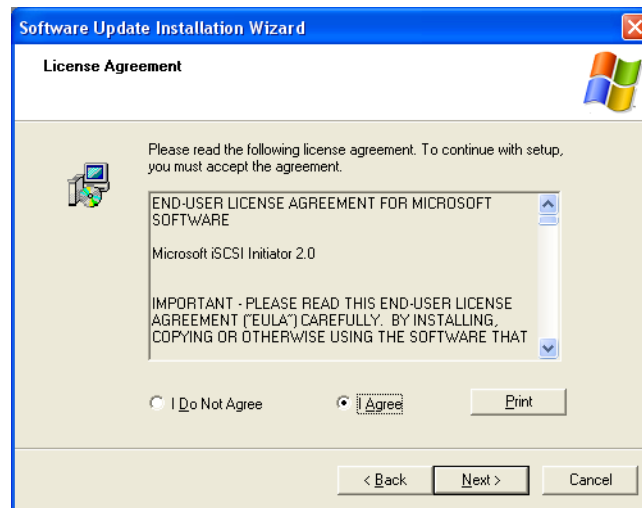 Software Update Installation Wizard
License Agreement
Please read the following license agreement. To continue with setup,
you must accept the agreement.
END-USER LICENSE AGREEMENT FOR MICROSOFT
SOFTWARE
Microsoft iSCSI Initiator 2.0
IMPORTANT - PLEASE READ THIS END-USER LICENSE
AGREEMENT ("EULA") CAREFULLY. BY INSTALLING,
COPYING OR OTHERWISE USING THE SOFTWARE THAT
I Do Not Agree
I Agree
Print
< Back
Next >
Cancel